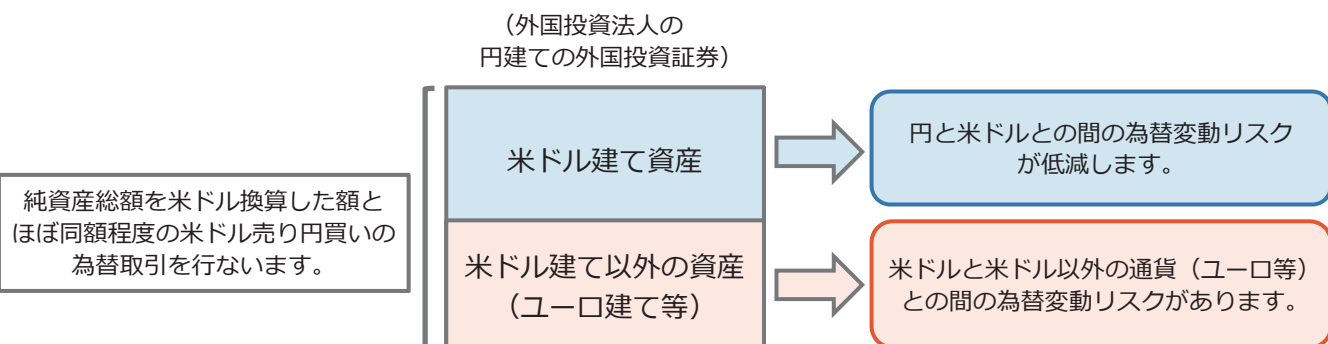 （外国投資法人の
円建ての外国投資証券）
純資産総額を米ドル換算した額と
ほぼ同額程度の米ドル売り円買いの
為替取引を行ないます。
米ドル建て資産
円と米ドルとの間の為替変動リスク
が低減します。
米ドル建て以外の資産
（ユーロ建て等）
米ドルと米ドル以外の通貨（ユーロ等）
との間の為替変動リスクがあります。